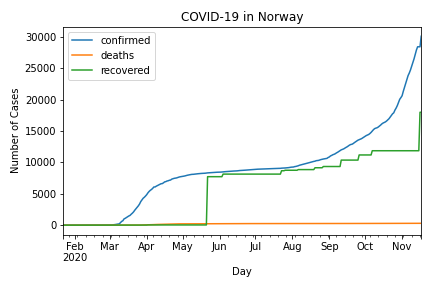 COVID-19 in Norway
confirmed
deaths
recovered
Number of Cases
30000
25000
20000
15000
10000
5000
0
Feb Mar Apr May Jun Jul Aug Sep Oct Nov
2020
Day